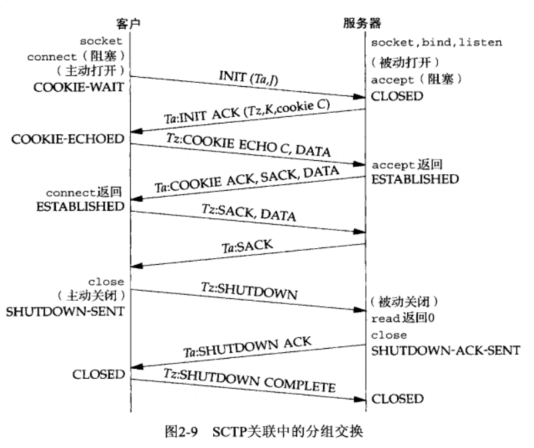 客户
服务器
socket
connect（阻塞）
（主动打开）
COOKIE-WAIT
socket,bind,listen
（被动打开）
accept（阻塞）
CLOSED
INIT (Ta,J)
Ta:INIT ACK (Tz,K,cookie C)
COOKIE-ECHOED
Tz:COOKIE ECHO C, DATA
accept返回
ESTABLISHED
Ta:COOKIE ACK, SACK, DATA
connect返回
ESTABLISHED
Tz:SACK, DATA
Ta:SACK
close
（主动关闭）
SHUTDOWN-SENT
Tz:SHUTDOWN
（被动关闭）
read返回0
close
SHUTDOWN-ACK-SENT
Ta:SHUTDOWN ACK
CLOSED
Tz:SHUTDOWN COMPLETE
CLOSED
图2-9 SCTP关联中的分组交换